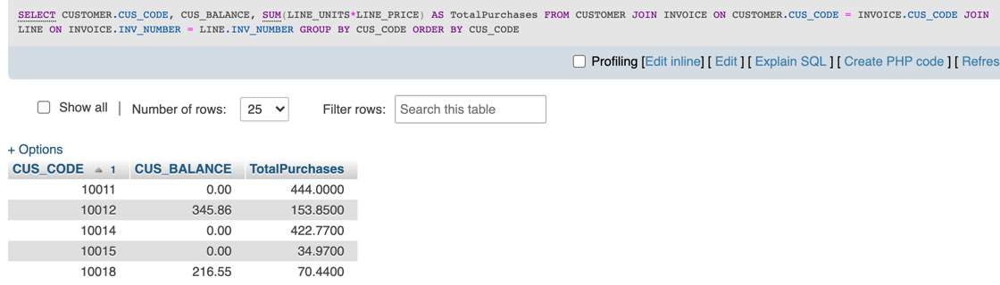 SELECT CUSTOMER.CUS_CODE, CUS_BALANCE, SUM(LINE_UNITS*LINE_PRICE) AS TotalPurchases FROM CUSTOMER JOIN INVOICE ON CUSTOMER.CUS_CODE = INVOICE.CUS_CODE JOIN
LINE ON INVOICE.INV_NUMBER = LINE.INV_NUMBER GROUP BY CUS_CODE ORDER BY CUS_CODE
Profiling [Edit inline] [ Edit ] [ Explain SQL ] [ Create PHP code ] [ Refres
Show all | Number of rows: 25 Filter rows: Search this table
+ Options
CUS_CODE 1 CUS_BALANCE TotalPurchases
10011 0.00 444.0000
10012 345.86 153.8500
10014 0.00 422.7700
10015 0.00 34.9700
10018 216.55 70.4400